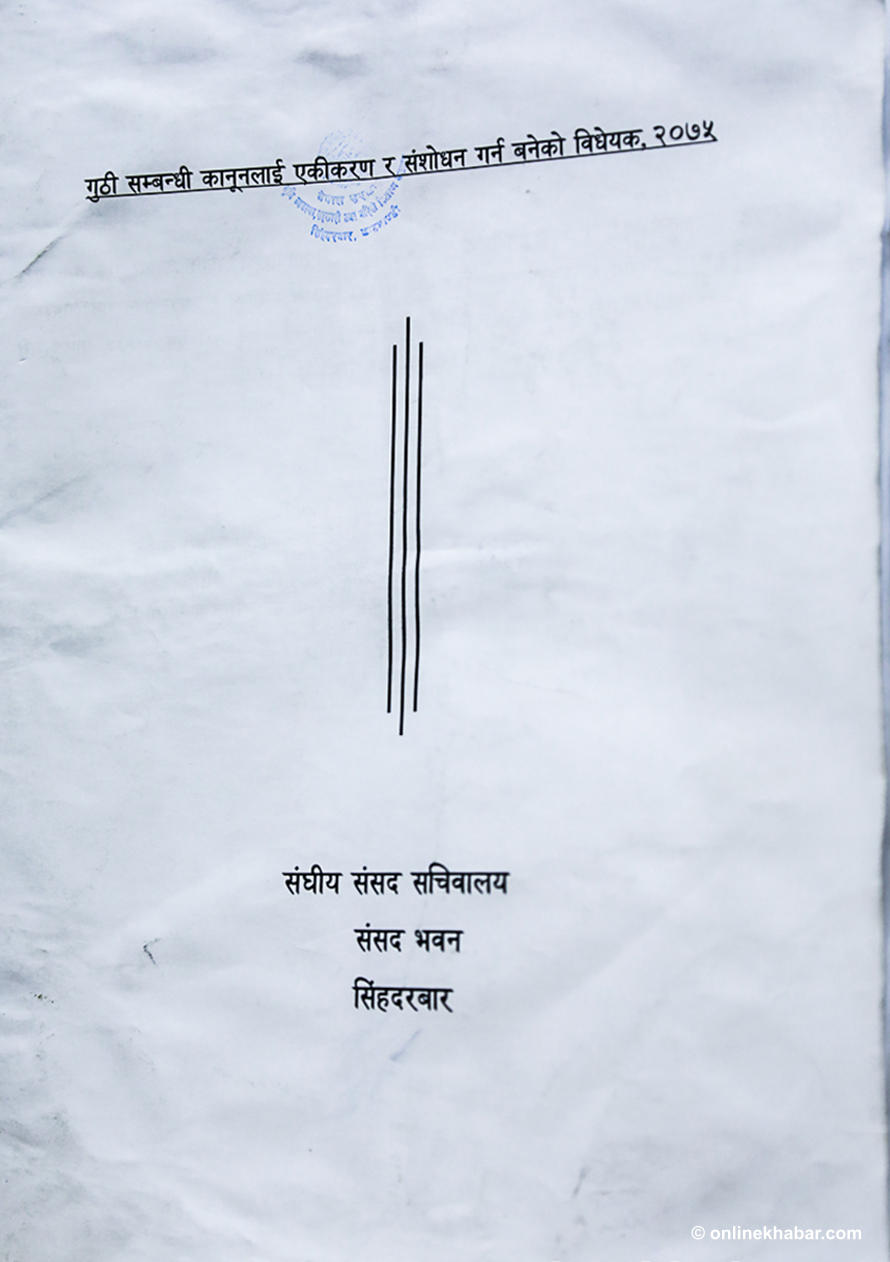 गुठी सम्बन्धी कानूनलाई एकीकरण र संशोधन गर्न बनेको विधेयक, २०७५
संघीय संसद सचिवालय
संसद भवन
सिंहदरबार
© onlinekhabar.com